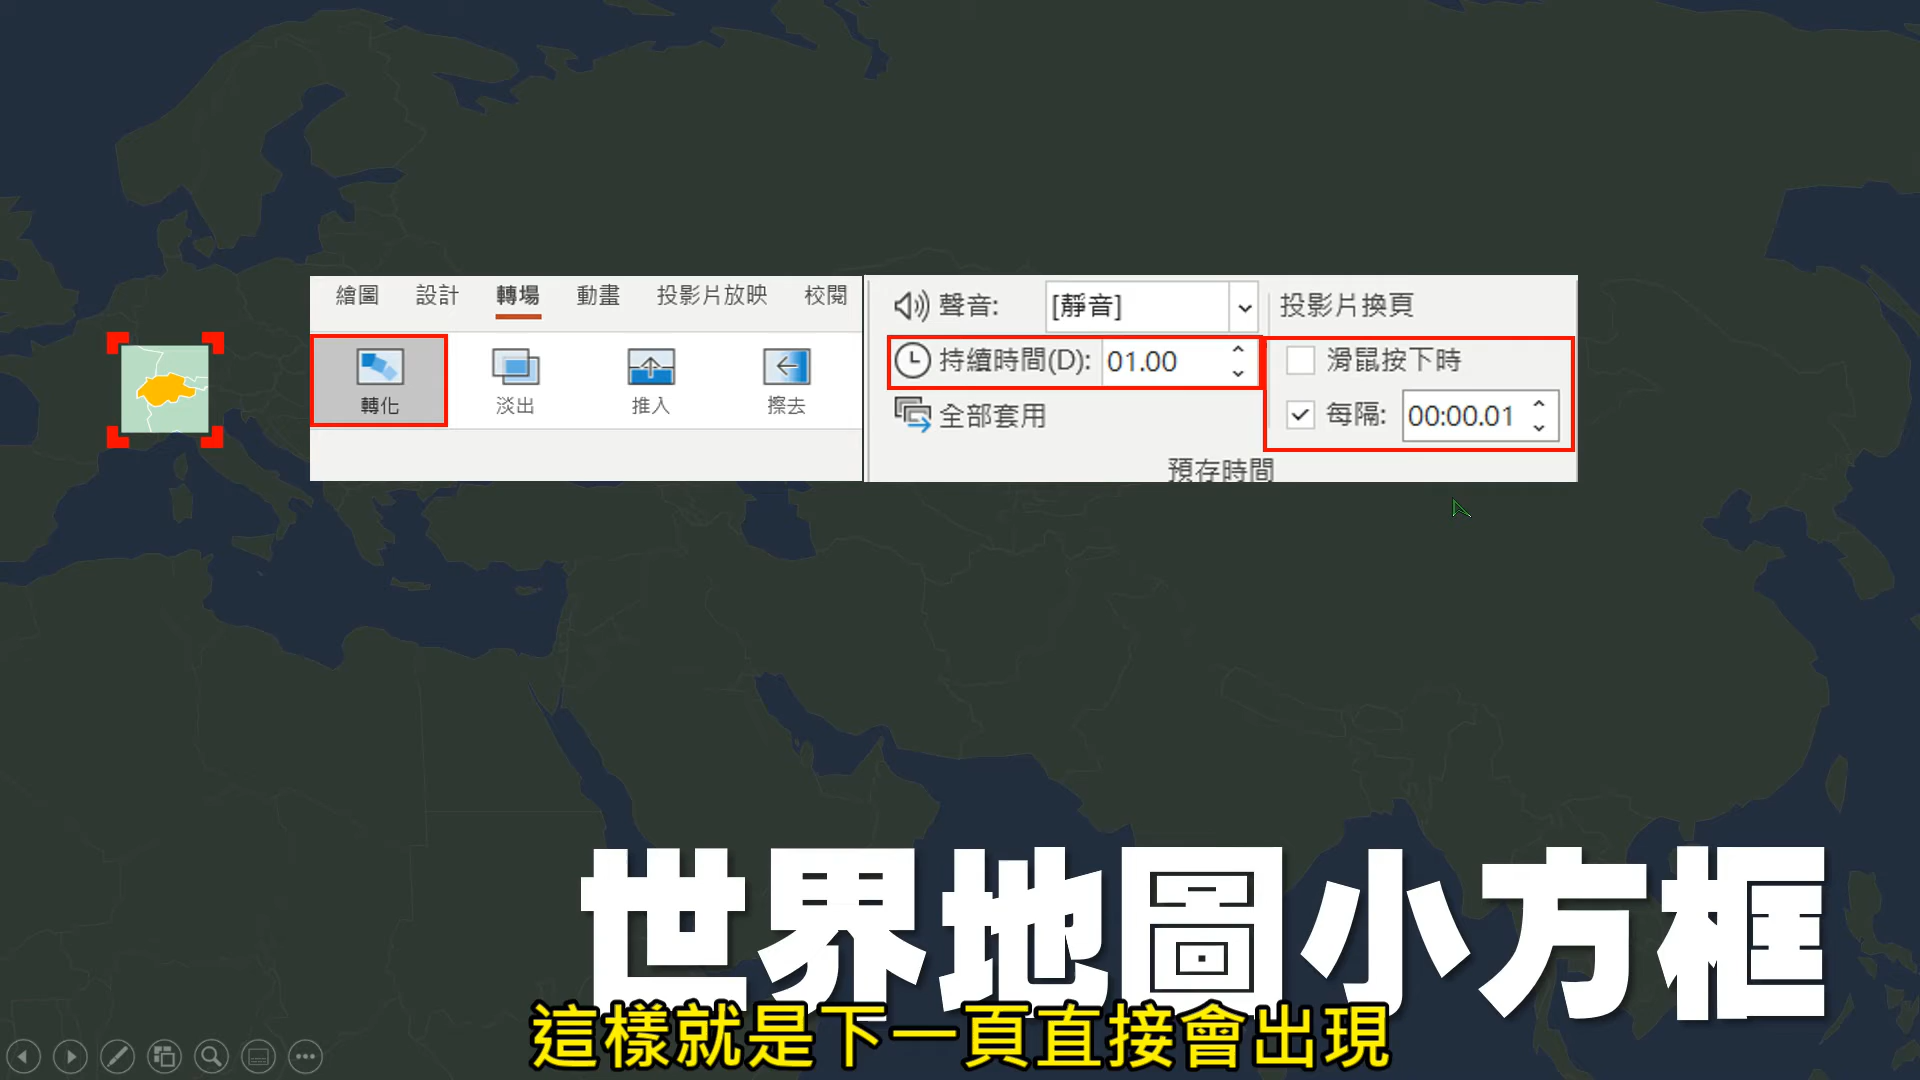 繪圖 設計 轉場 動畫 投影片放映 校閱
轉化 淡出 推入 擦去
聲音: [靜音] 投影片換頁
持續時間(D): 01.00 滑鼠按下時
全部套用 每隔: 00:00.01
預存時間
世界地圖小方框
這樣就是下一頁直接會出現